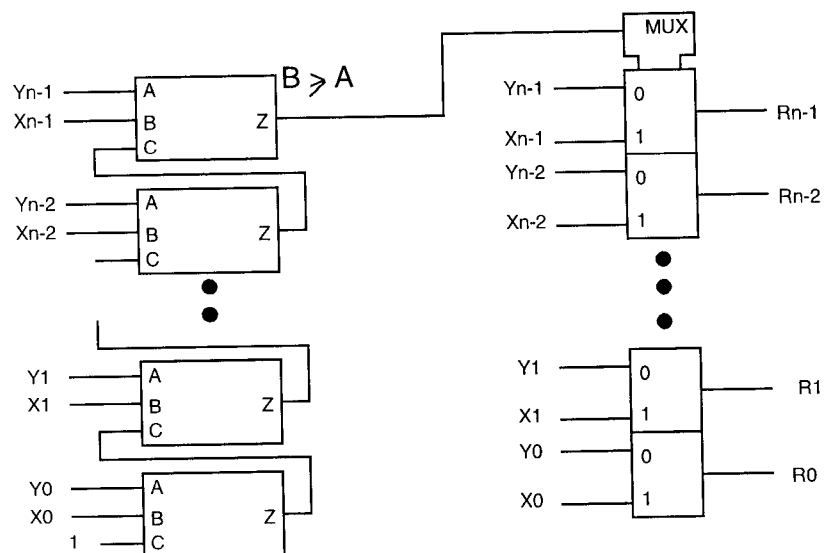 MUX
B ⩾ A
Yn-1 A
Xn-1 B Z
C
Yn-1 0
Xn-1 1 Rn-1
Yn-2 A
Xn-2 B Z
C
Yn-2 0
Xn-2 1 Rn-2
Y1 A
X1 B Z
C
Y1 0
X1 1 R1
Y0 A
X0 B Z
1 C
Y0 0
X0 1 R0